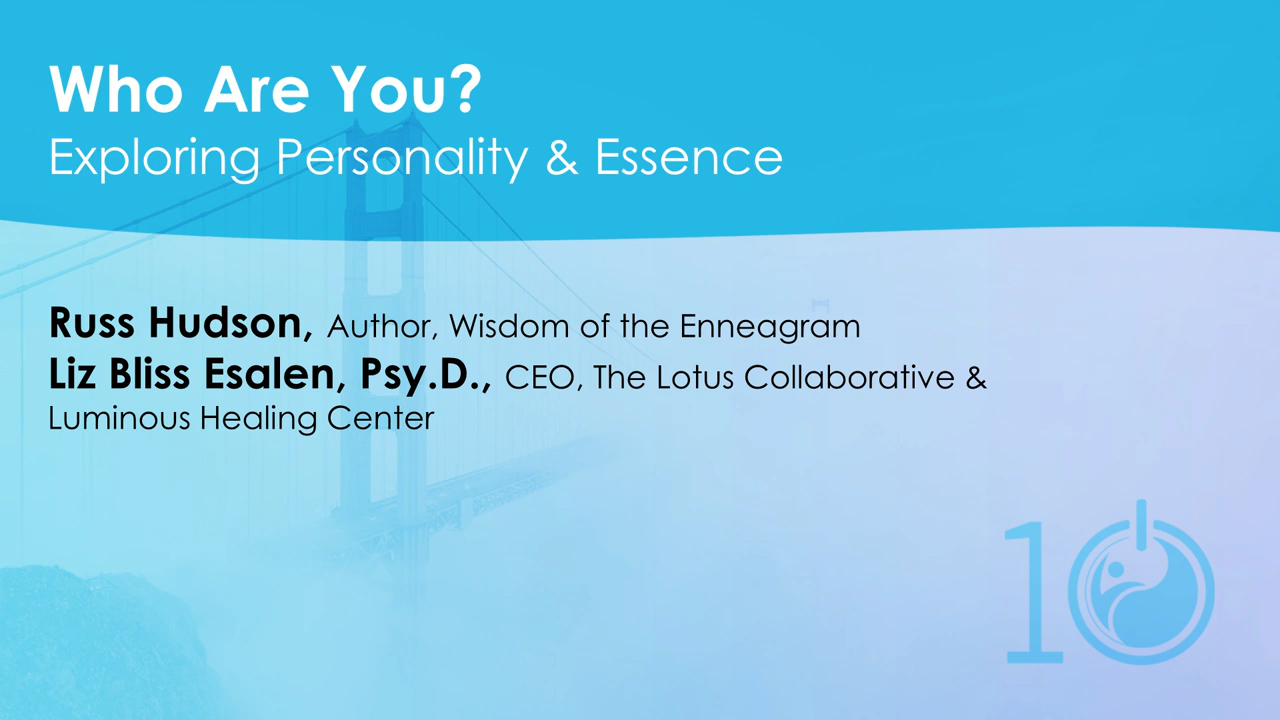 Who Are You?
Exploring Personality & Essence
Russ Hudson, Author, Wisdom of the Enneagram
Liz Bliss Esalen, Psy.D., CEO, The Lotus Collaborative &
Luminous Healing Center
10